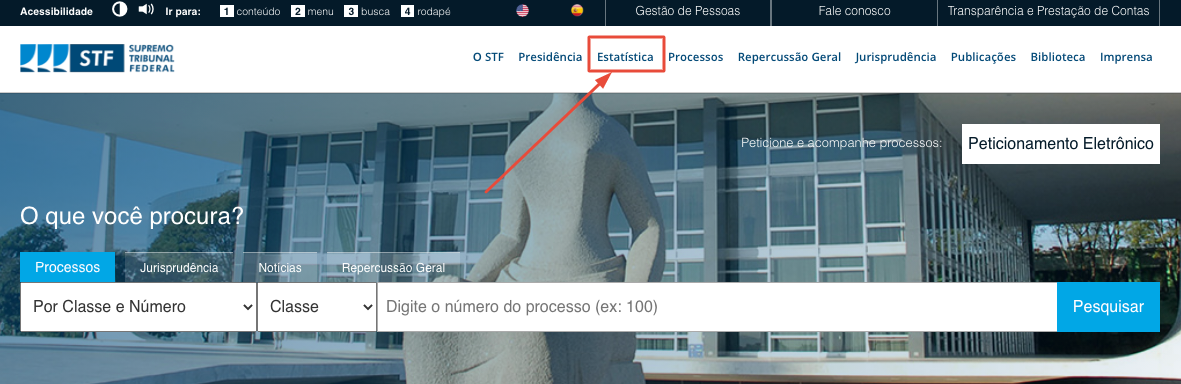 Acessibilidade Ir para: 1 conteúdo 2 menu 3 busca 4 rodapé Gestão de Pessoas Fale conosco Transparência e Prestação de Contas
STF SUPREMO TRIBUNAL FEDERAL
O STF Presidência Estatística Processos Repercussão Geral Jurisprudência Publicações Biblioteca Imprensa
Peticione e acompanhe processos: Peticionamento Eletrônico
O que você procura?
Processos Jurisprudência Notícias Repercussão Geral
Por Classe e Número Classe Digite o número do processo (ex: 100) Pesquisar